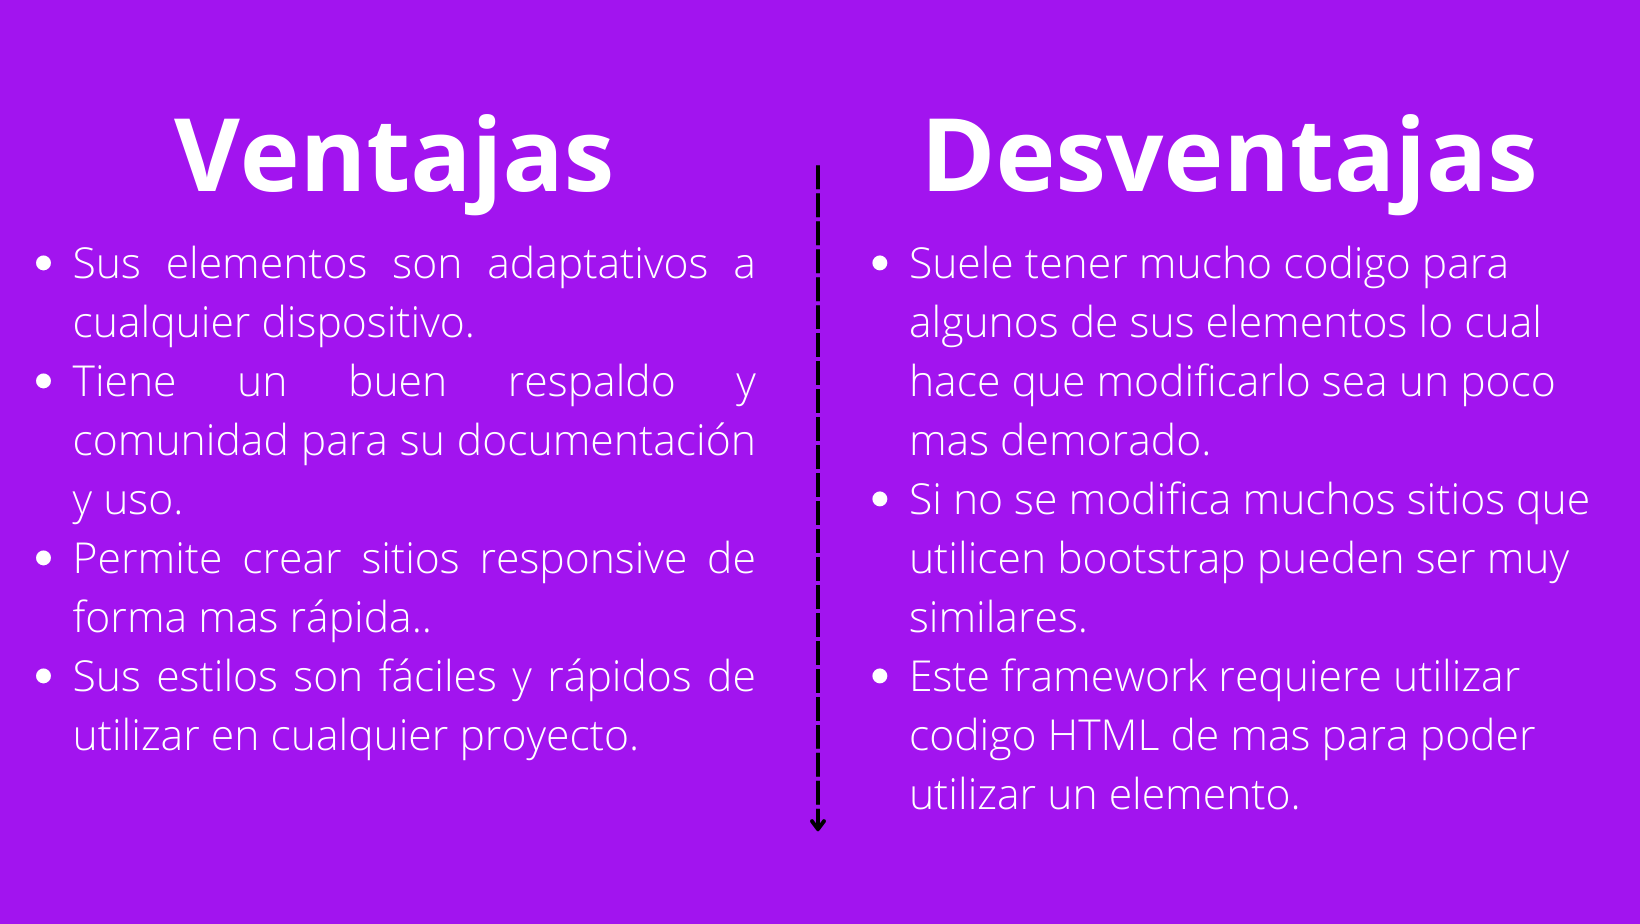 Ventajas
• Sus elementos son adaptativos a
cualquier dispositivo.
• Tiene un buen respaldo y
comunidad para su documentación
y uso.
• Permite crear sitios responsive de
forma mas rápida..
• Sus estilos son fáciles y rápidos de
utilizar en cualquier proyecto.
Desventajas
• Suele tener mucho codigo para
algunos de sus elementos lo cual
hace que modificarlo sea un poco
mas demorado.
• Si no se modifica muchos sitios que
utilicen bootstrap pueden ser muy
similares.
• Este framework requiere utilizar
codigo HTML de mas para poder
utilizar un elemento.